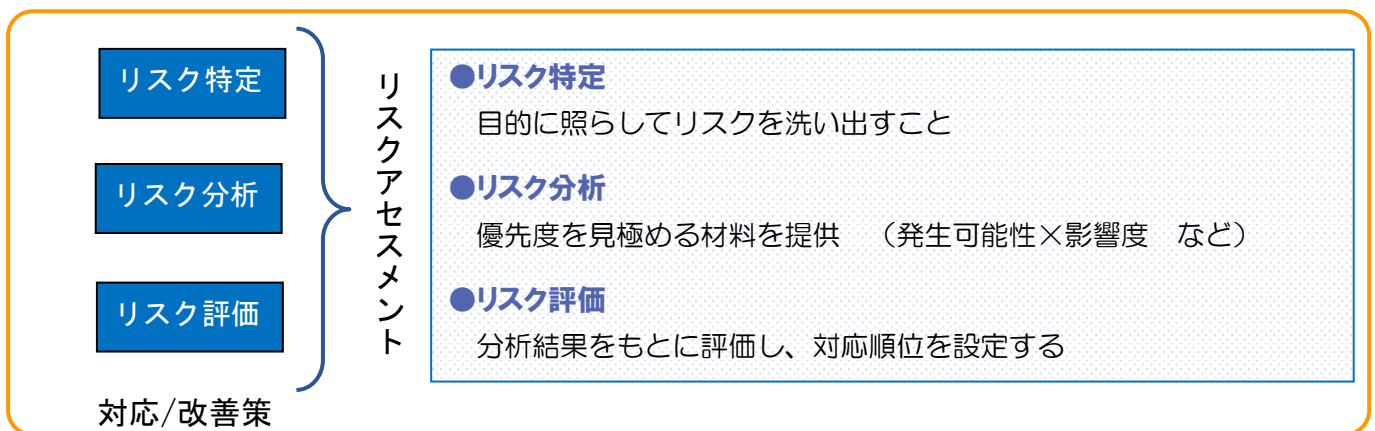 リスク特定
リスク分析
リスク評価
対応/改善策
リスクアセスメント
●リスク特定
目的に照らしてリスクを洗い出すこと
●リスク分析
優先度を見極める材料を提供　（発生可能性×影響度　など）
●リスク評価
分析結果をもとに評価し、対応順位を設定する